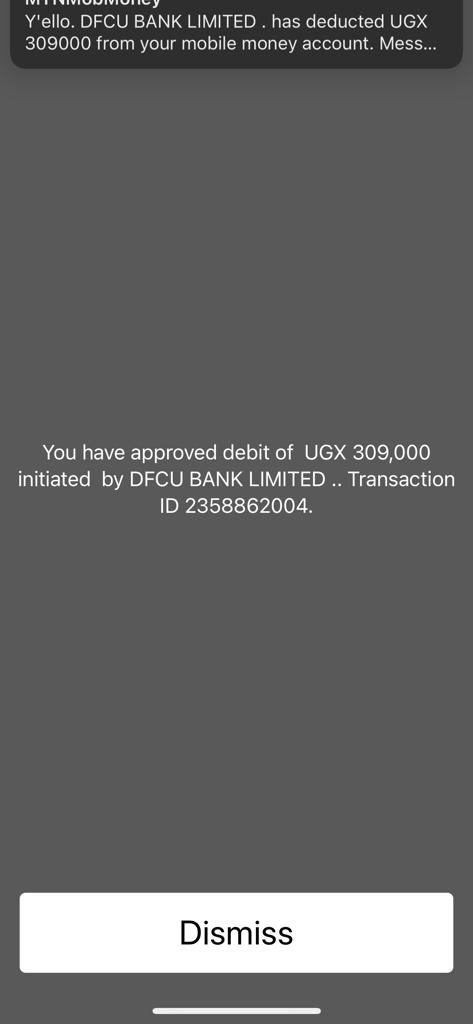 MTNMobMoney
Y'ello. DFCU BANK LIMITED . has deducted UGX
309000 from your mobile money account. Mess...
You have approved debit of  UGX 309,000
initiated  by DFCU BANK LIMITED .. Transaction
ID 2358862004.
Dismiss